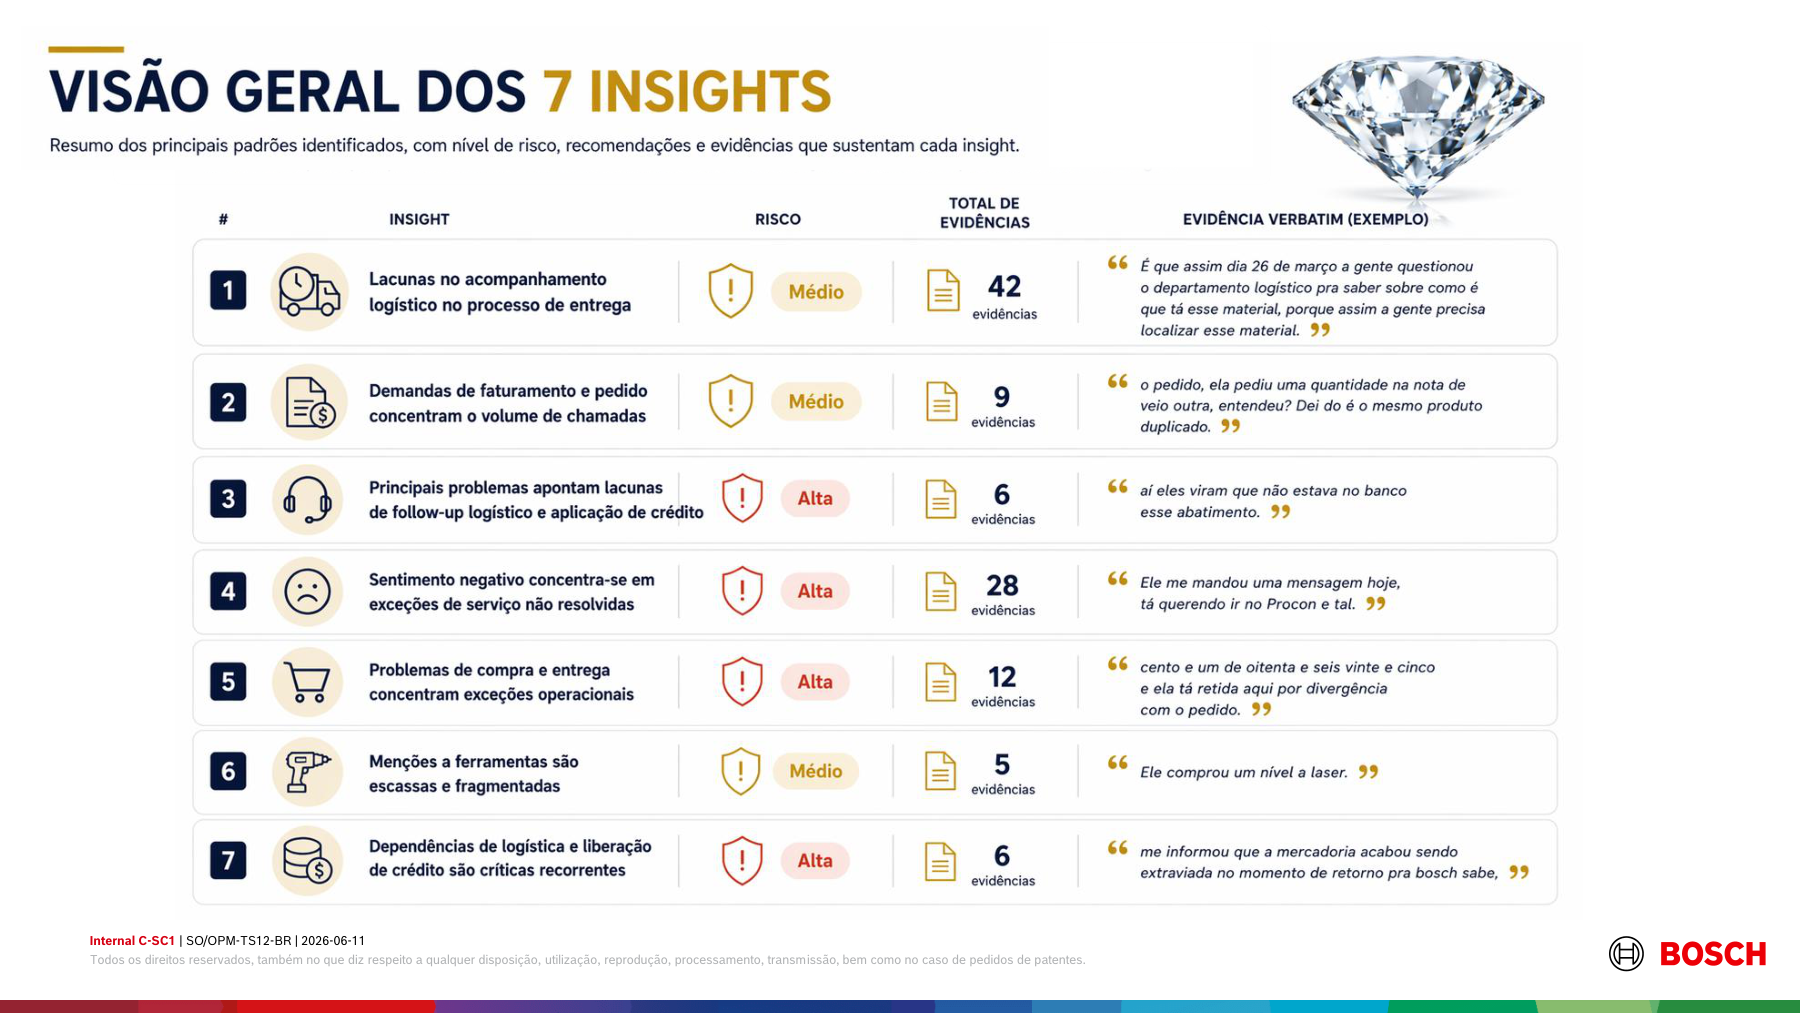 VISÃO GERAL DOS 7 INSIGHTS
Resumo dos principais padrões identificados, com nível de risco, recomendações e evidências que sustentam cada insight.
# INSIGHT RISCO TOTAL DE EVIDÊNCIAS EVIDÊNCIA VERBATIM (EXEMPLO)
1
Lacunas no acompanhamento
logístico no processo de entrega
Médio
42
evidências
“ É que assim dia 26 de março a gente questionou
o departamento logístico pra saber sobre como é
que tá esse material, porque assim a gente precisa
localizar esse material. ”
2
Demandas de faturamento e pedido
concentram o volume de chamadas
Médio
9
evidências
“ o pedido, ela pediu uma quantidade na nota de
veio outra, entendeu? Dei do é o mesmo produto
duplicado. ”
3
Principais problemas apontam lacunas
de follow-up logístico e aplicação de crédito
Alta
6
evidências
“ aí eles viram que não estava no banco
esse abatimento. ”
4
Sentimento negativo concentra-se em
exceções de serviço não resolvidas
Alta
28
evidências
“ Ele me mandou uma mensagem hoje,
tá querendo ir no Procon e tal. ”
5
Problemas de compra e entrega
concentram exceções operacionais
Alta
12
evidências
“ cento e um de oitenta e seis vinte e cinco
e ela tá retida aqui por divergência
com o pedido. ”
6
Menções a ferramentas são
escassas e fragmentadas
Médio
5
evidências
“ Ele comprou um nível a laser. ”
7
Dependências de logística e liberação
de crédito são críticas recorrentes
Alta
6
evidências
“ me informou que a mercadoria acabou sendo
extraviada no momento de retorno pra bosch sabe, ”
Internal C-SC1 | SO/OPM-TS12-BR | 2026-06-11
Todos os direitos reservados, também no que diz respeito a qualquer disposição, utilização, reprodução, processamento, transmissão, bem como no caso de pedidos de patentes.
BOSCH